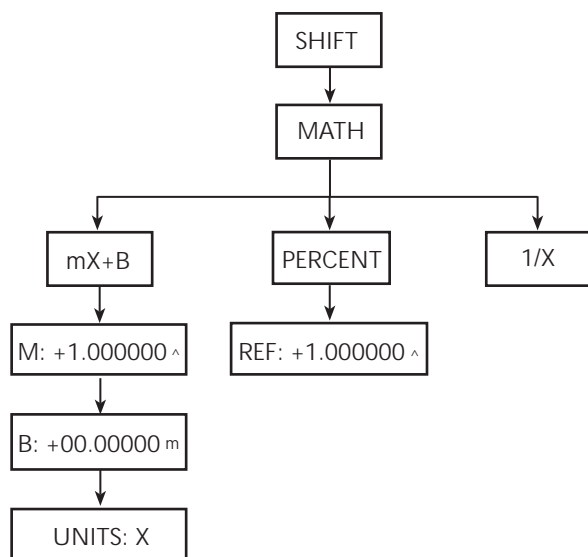 SHIFT
MATH
mX+B
PERCENT
1/X
M: +1.000000 ^
REF: +1.000000 ^
B: +00.00000 m
UNITS: X